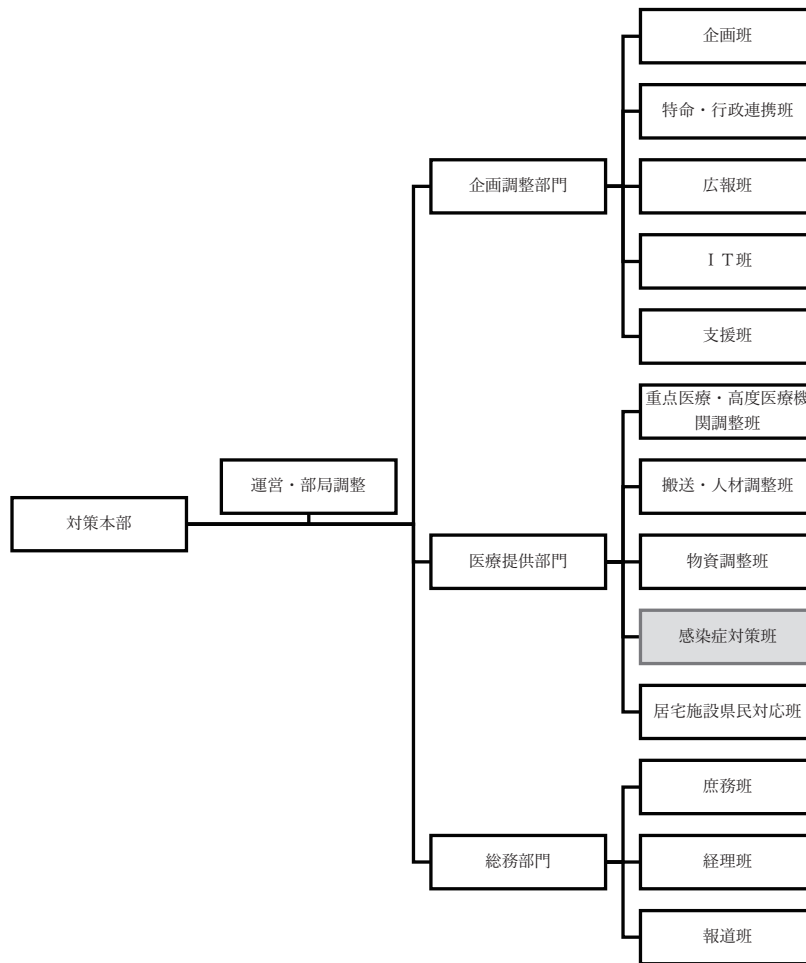 企画班
特命・行政連携班
企画調整部門
広報班
ＩＴ班
支援班
重点医療・高度医療機
関調整班
運営・部局調整
搬送・人材調整班
対策本部
医療提供部門
物資調整班
感染症対策班
居宅施設県民対応班
庶務班
総務部門
経理班
報道班